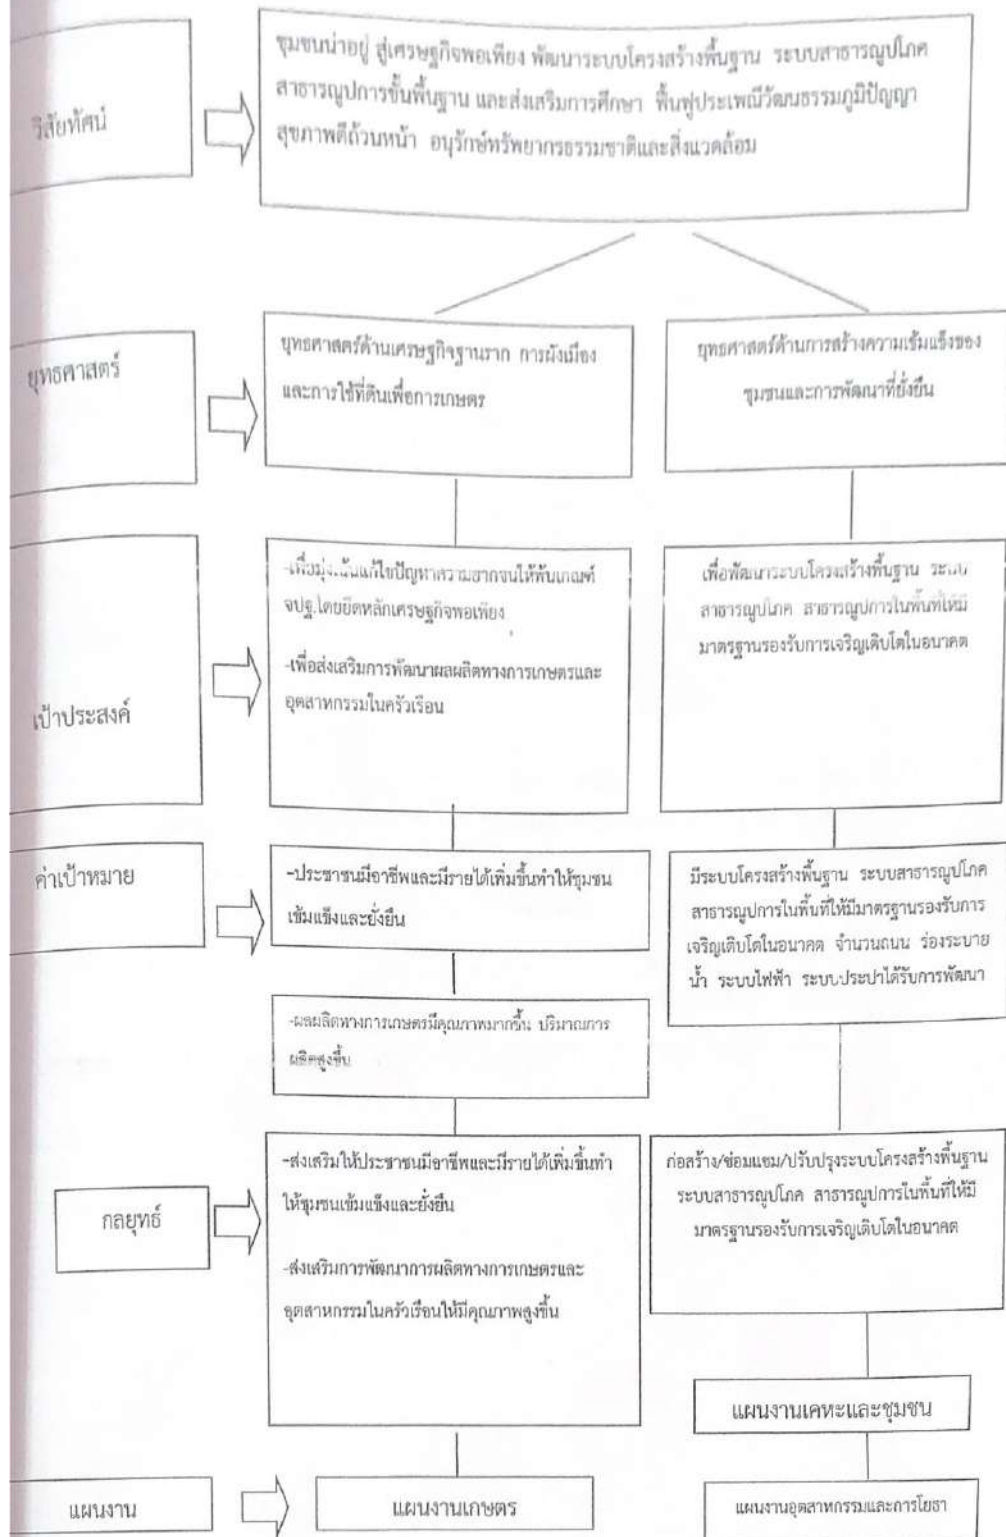 วิสัยทัศน์
ชุมชนน่าอยู่ สู่เศรษฐกิจพอเพียง พัฒนาระบบโครงสร้างพื้นฐาน ระบบสาธารณูปโภค
สาธารณูปการขั้นพื้นฐาน และส่งเสริมการศึกษา ฟื้นฟูประเพณีวัฒนธรรมภูมิปัญญา
สุขภาพดีถ้วนหน้า อนุรักษ์ทรัพยากรธรรมชาติและสิ่งแวดล้อม
ยุทธศาสตร์
ยุทธศาสตร์ด้านเศรษฐกิจฐานราก การผังเมือง
และการใช้ที่ดินเพื่อการเกษตร
ยุทธศาสตร์ด้านการสร้างความเข้มแข็งของ
ชุมชนและการพัฒนาที่ยั่งยืน
เป้าประสงค์
-เพื่อมุ่งเน้นแก้ไขปัญหาความยากจนให้พ้นเกณฑ์
จปฐ.โดยยึดหลักเศรษฐกิจพอเพียง
-เพื่อส่งเสริมการพัฒนาผลผลิตทางการเกษตรและ
อุตสาหกรรมในครัวเรือน
เพื่อพัฒนาระบบโครงสร้างพื้นฐาน ระบบ
สาธารณูปโภค สาธารณูปการในพื้นที่ให้มี
มาตรฐานรองรับการเจริญเติบโตในอนาคต
ค่าเป้าหมาย
-ประชาชนมีอาชีพและมีรายได้เพิ่มขึ้นทำให้ชุมชน
เข้มแข็งและยั่งยืน
-ผลผลิตทางการเกษตรมีคุณภาพมากขึ้น ปริมาณการ
ผลิตสูงขึ้น
มีระบบโครงสร้างพื้นฐาน ระบบสาธารณูปโภค
สาธารณูปการในพื้นที่ให้มีมาตรฐานรองรับการ
เจริญเติบโตในอนาคต จำนวนถนน ร่องระบาย
น้ำ ระบบไฟฟ้า ระบบประปาได้รับการพัฒนา
กลยุทธ์
-ส่งเสริมให้ประชาชนมีอาชีพและมีรายได้เพิ่มขึ้นทำ
ให้ชุมชนเข้มแข็งและยั่งยืน
-ส่งเสริมการพัฒนาการผลิตทางการเกษตรและ
อุตสาหกรรมในครัวเรือนให้มีคุณภาพสูงขึ้น
ก่อสร้าง/ซ่อมแซม/ปรับปรุงระบบโครงสร้างพื้นฐาน
ระบบสาธารณูปโภค สาธารณูปการในพื้นที่ให้มี
มาตรฐานรองรับการเจริญเติบโตในอนาคต
แผนงานเคหะและชุมชน
แผนงาน
แผนงานเกษตร
แผนงานอุตสาหกรรมและการโยธา